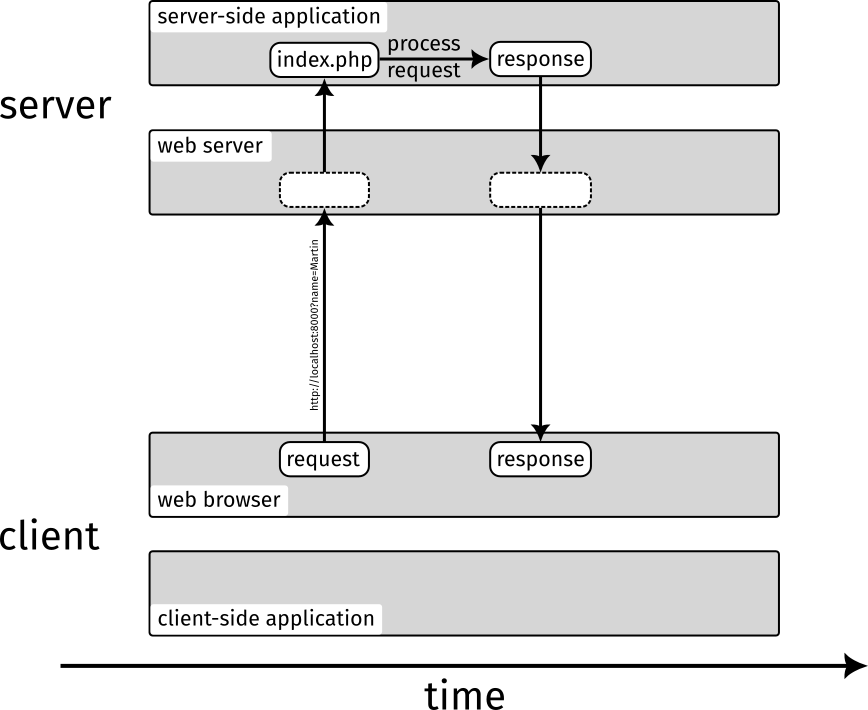 server-side application
index.php
process
request
response
server
web server
http://localhost:8000?name=Martin
request
response
web browser
client
client-side application
time